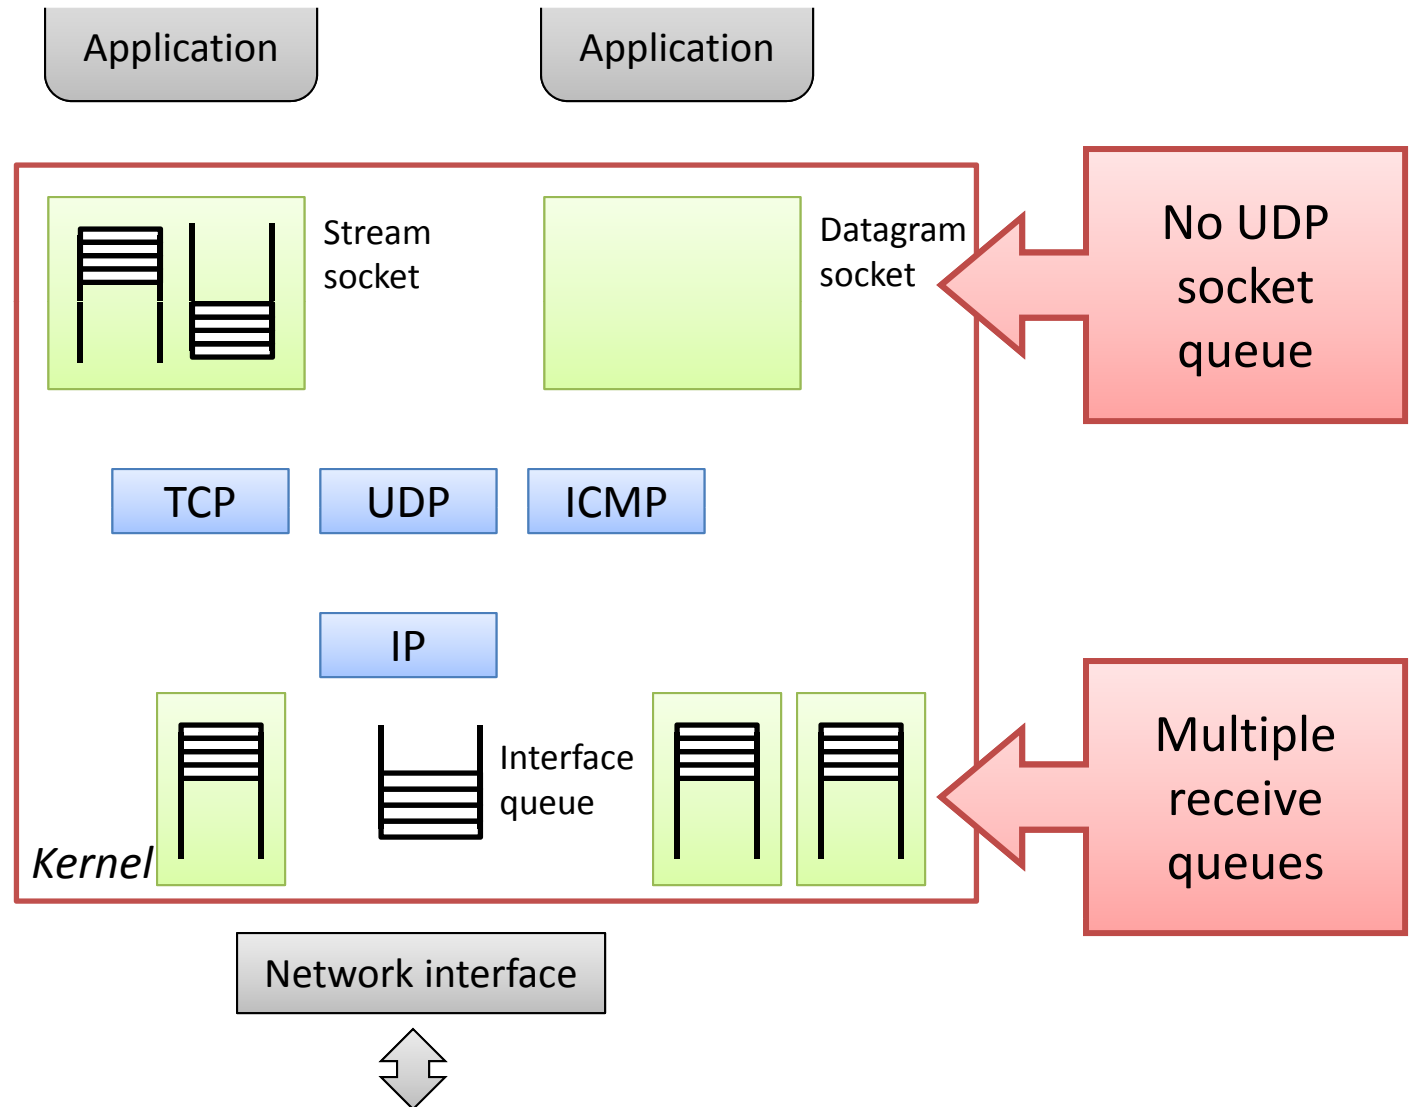 Application
Application
Stream
socket
Datagram
socket
No UDP
socket
queue
TCP
UDP
ICMP
IP
Interface
queue
Kernel
Multiple
receive
queues
Network interface